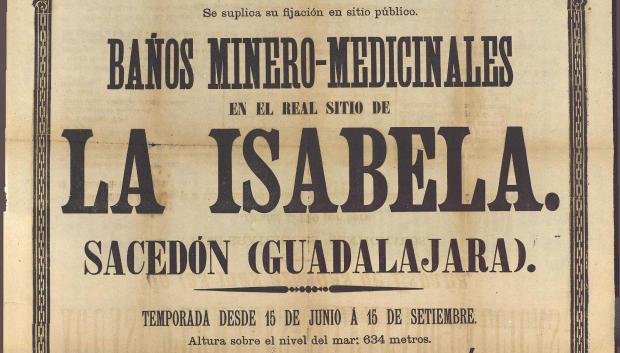 Se suplica su fijación en sitio público.
BAÑOS MINERO-MEDICINALES
EN EL REAL SITIO DE
LA ISABELA.
SACEDÓN (GUADALAJARA).
TEMPORADA DESDE 15 DE JUNIO Á 15 DE SETIEMBRE.
Altura sobre el nivel del mar: 634 metros.